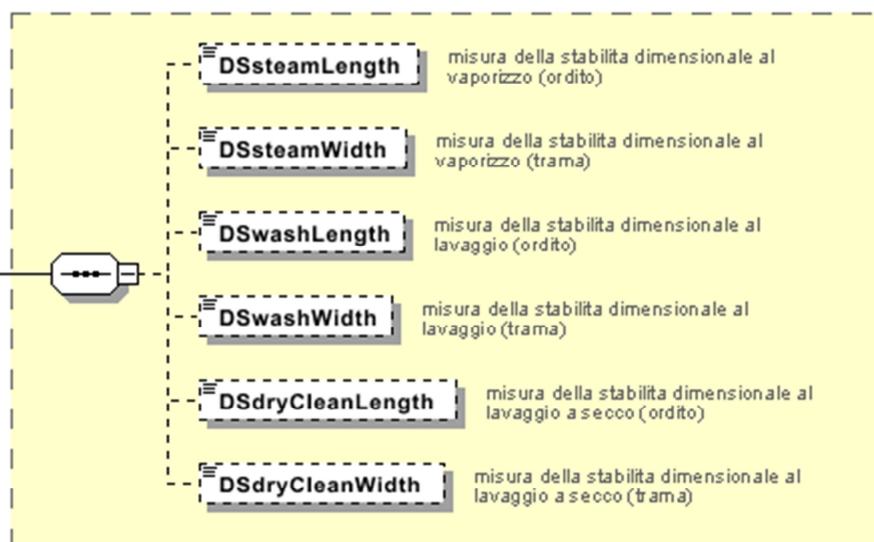 DSsteamLength
misura della stabilita dimensionale al
vaporizzo (ordito)
DSsteamWidth
misura della stabilita dimensionale al
vaporizzo (trama)
DSwashLength
misura della stabilita dimensionale al
lavaggio (ordito)
DSwashWidth
misura della stabilita dimensionale al
lavaggio (trama)
DSdryCleanLength
misura della stabilita dimensionale al
lavaggio a secco (ordito)
DSdryCleanWidth
misura della stabilita dimensionale al
lavaggio a secco (trama)